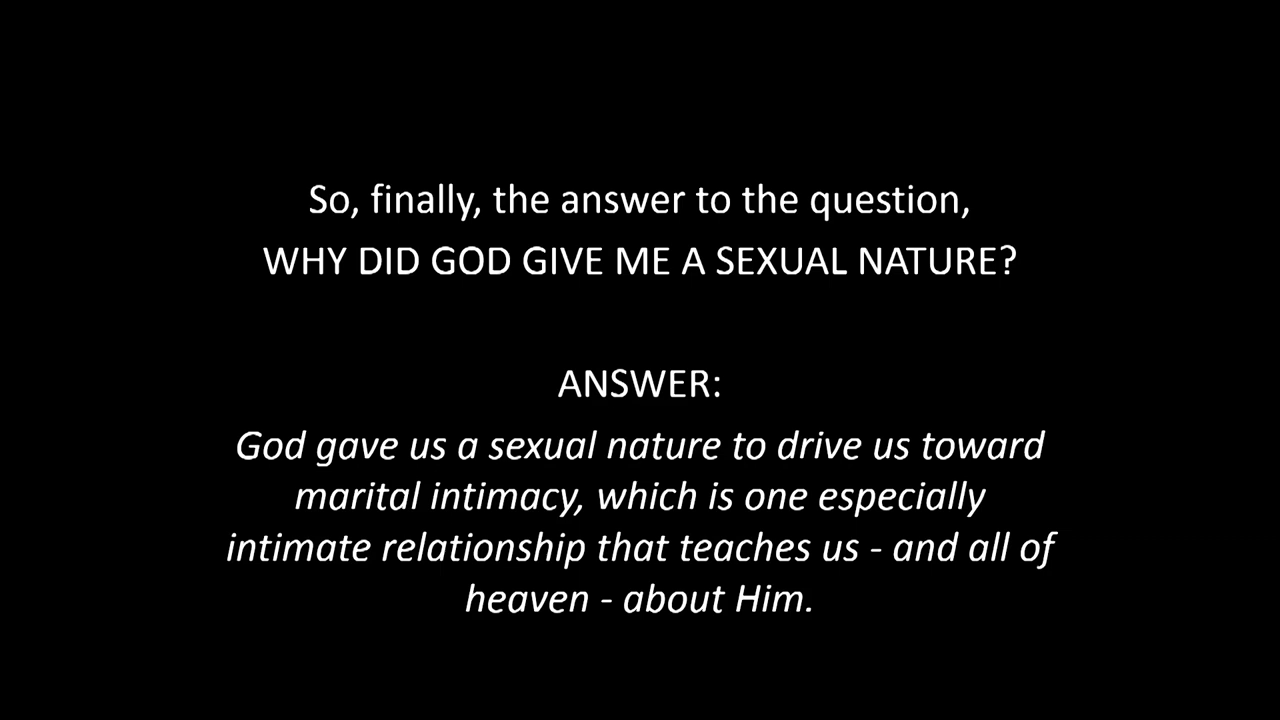 So, finally, the answer to the question,
WHY DID GOD GIVE ME A SEXUAL NATURE?
ANSWER:
God gave us a sexual nature to drive us toward
marital intimacy, which is one especially
intimate relationship that teaches us - and all of
heaven - about Him.